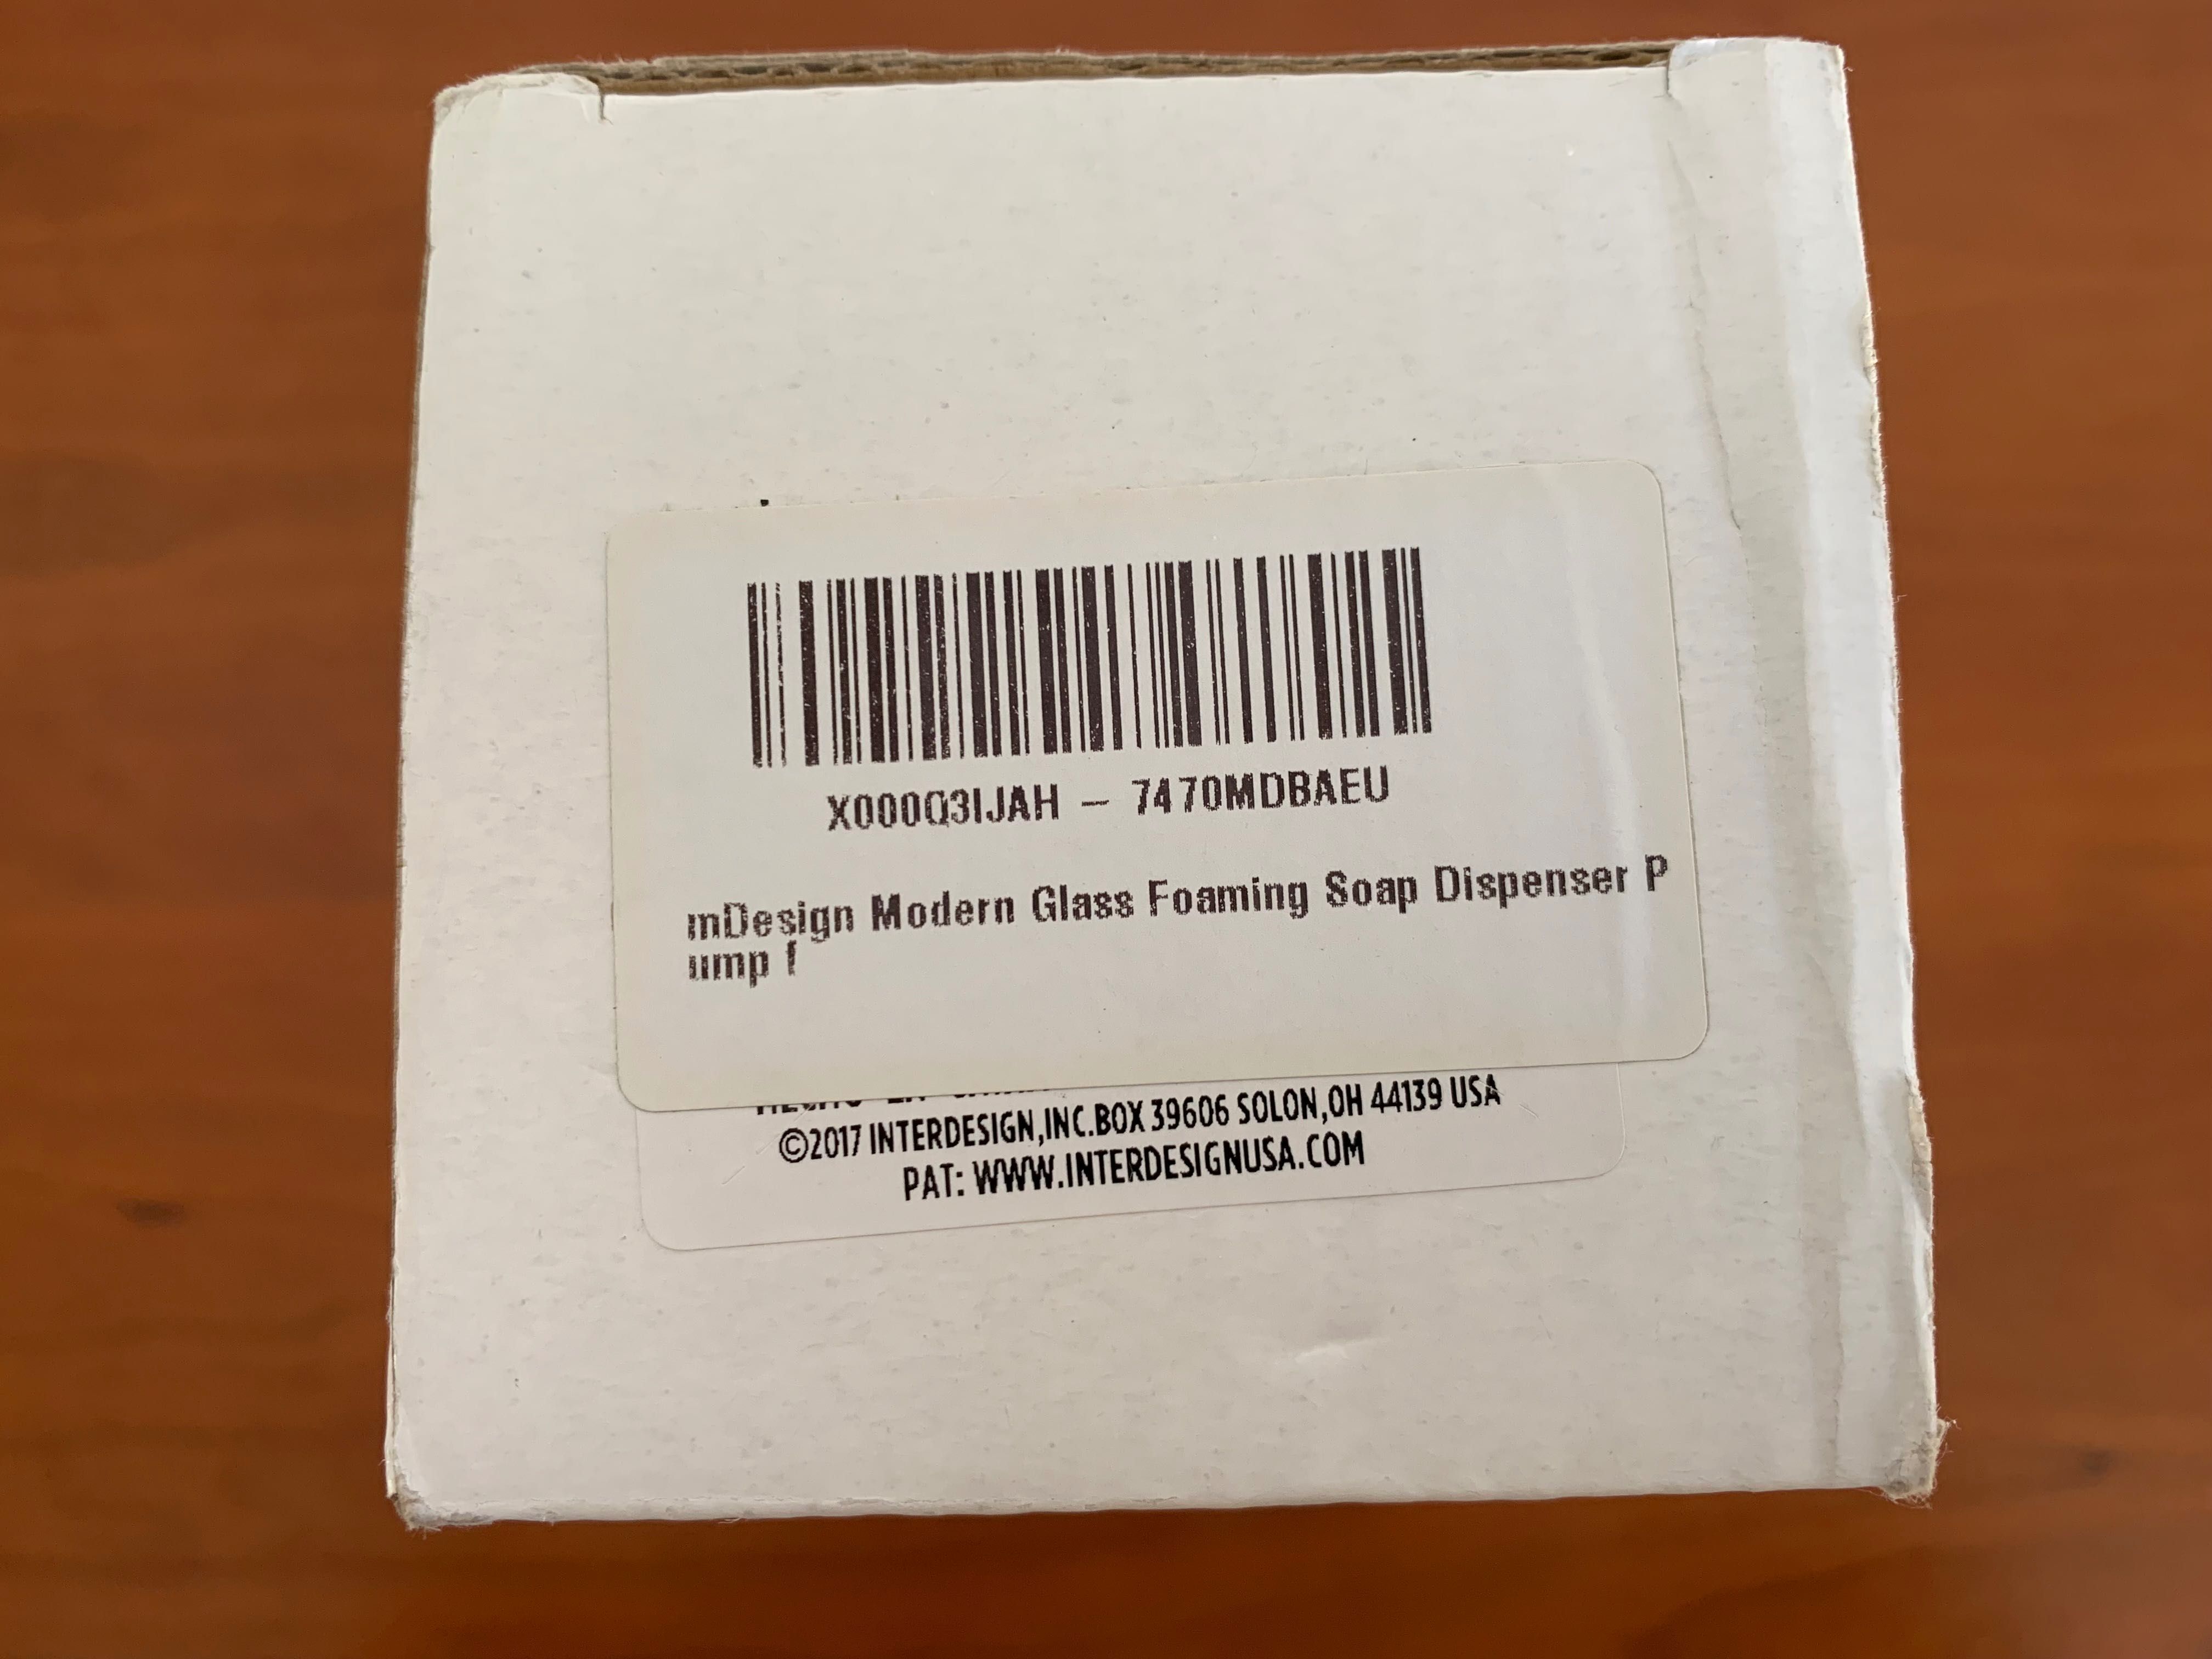 X000Q3IJAH – 7470MDBAEU
mDesign Modern Glass Foaming Soap Dispenser P
ump f
©2017 INTERDESIGN,INC.BOX 39606 SOLON,OH 44139 USA
PAT: WWW.INTERDESIGNUSA.COM